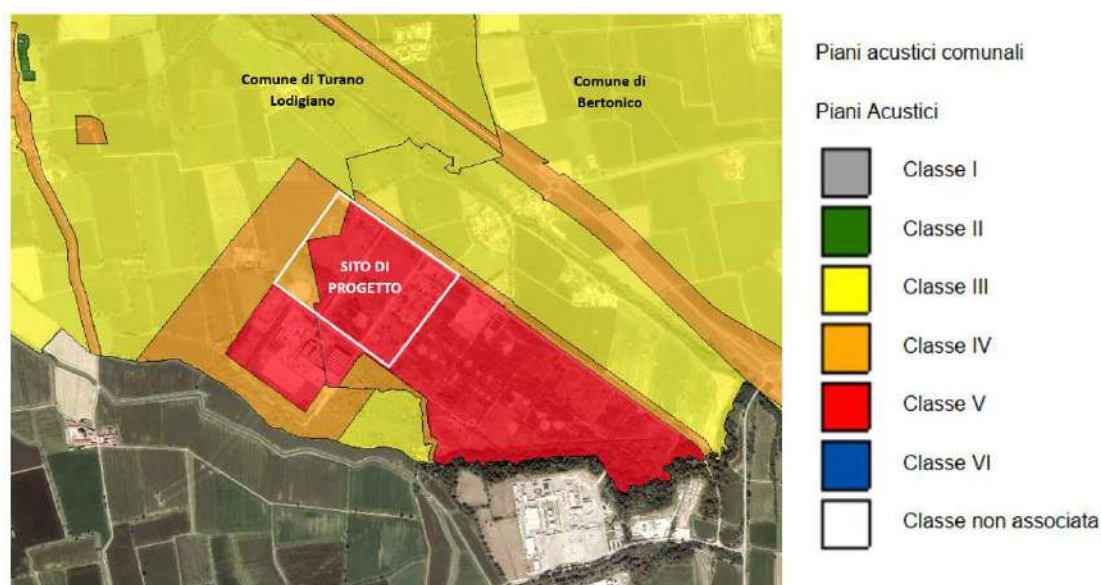 Comune di Turano
Lodigiano
Comune di
Bertonico
SITO DI
PROGETTO
Piani acustici comunali
Piani Acustici
Classe I
Classe II
Classe III
Classe IV
Classe V
Classe VI
Classe non associata